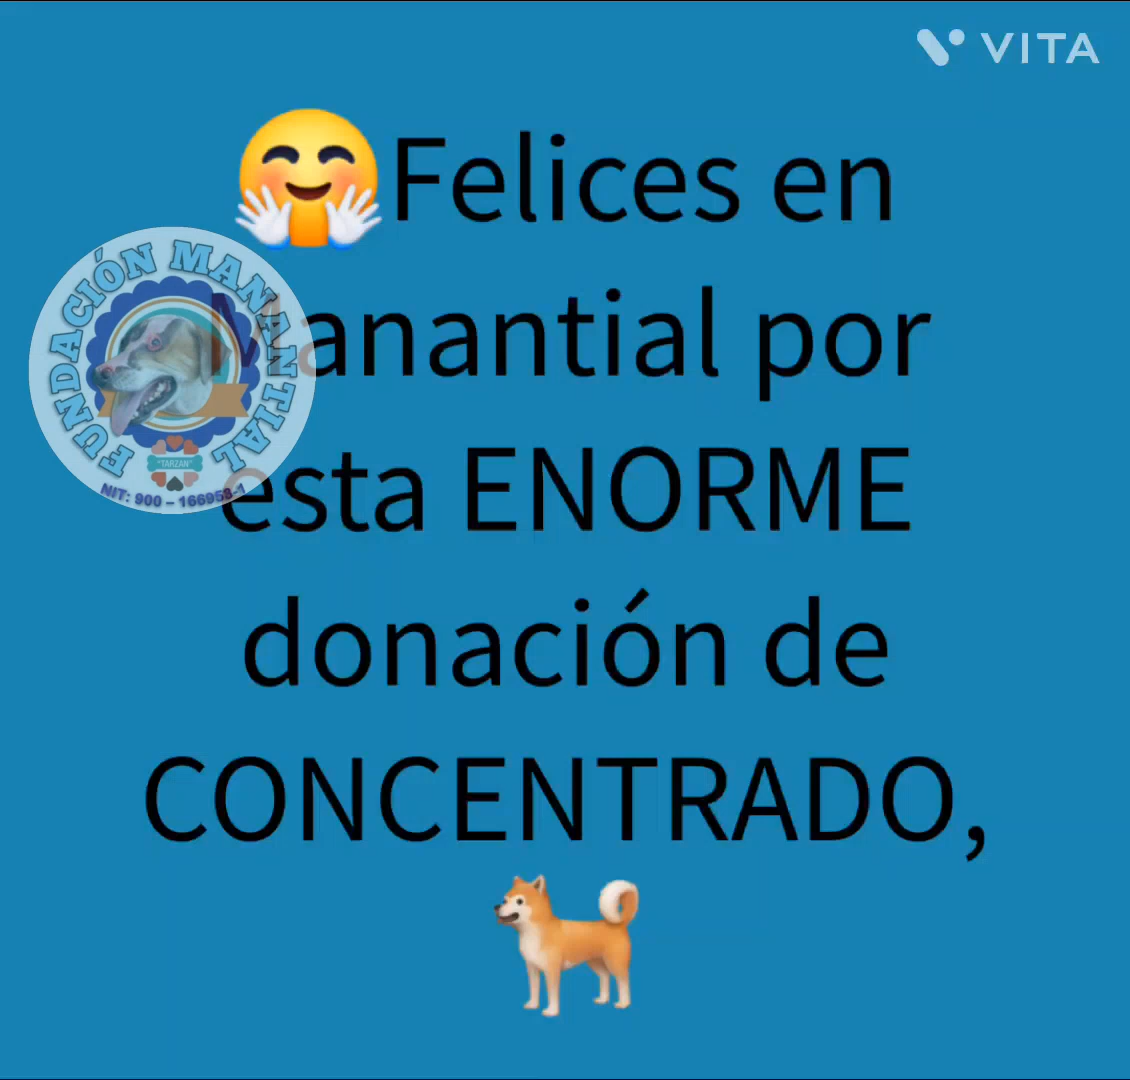 VITA
🤗Felices en
Manantial por
esta ENORME
donación de
CONCENTRADO,
🐕
FUNDACIÓN MANANTIAL
"TARZAN"
NIT: 900 – 166953-1